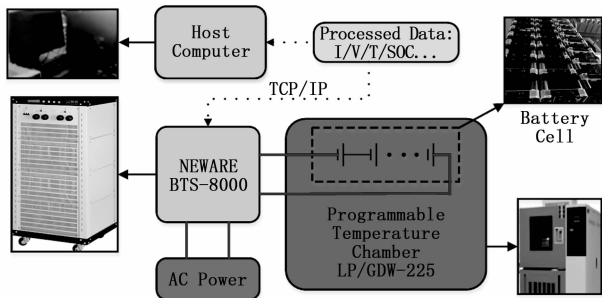 Host
Computer
Processed Data:
I/V/T/SOC...
TCP/IP
Battery
Cell
NEWARE
BTS-8000
Programmable
Temperature
Chamber
LP/GDW-225
AC Power